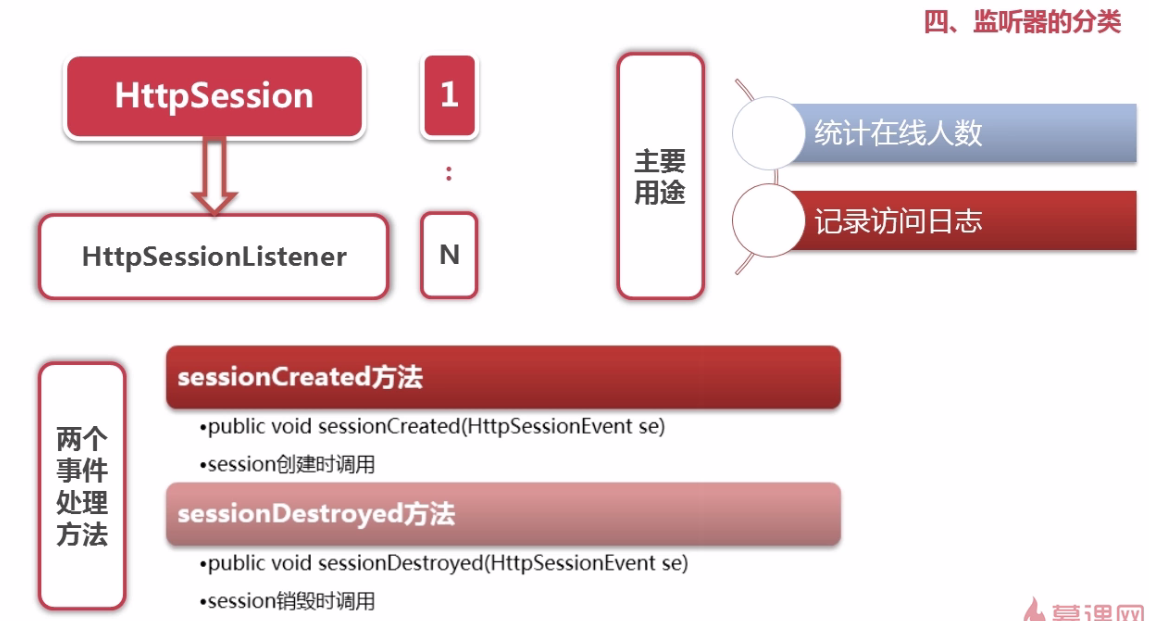 四、监听器的分类
HttpSession
1
:
HttpSessionListener
N
主要
用途
统计在线人数
记录访问日志
两个
事件
处理
方法
sessionCreated方法
•public void sessionCreated(HttpSessionEvent se)
•session创建时调用
sessionDestroyed方法
•public void sessionDestroyed(HttpSessionEvent se)
•session销毁时调用
慕课网